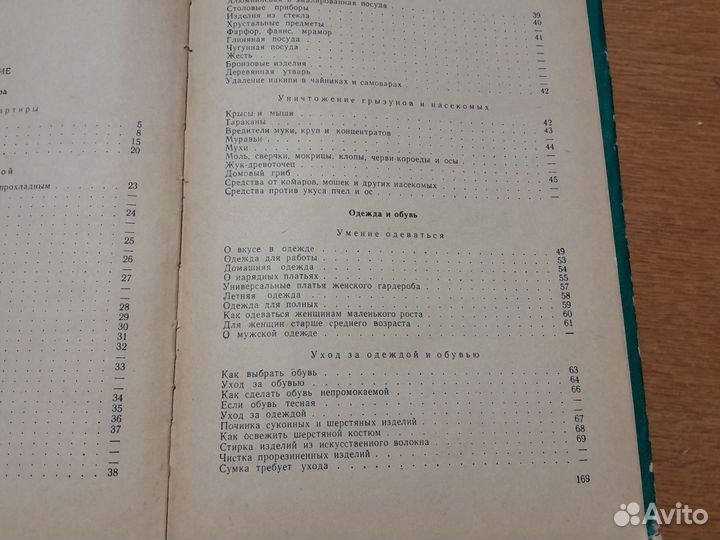 ИЕ
ра
артиры
5
8
15
20
ой
прохладным 23
—
—
24
—
—
25
—
26
—
27
—
—
28
29
30
31
32
—
33
—
—
34
35
36
37
—
—
—
38
Алюминиевая и эмалированная посуда
Столовые приборы
Изделия из стекла 39
Хрустальные предметы 40
Фарфор, фаянс, мрамор —
Глиняная посуда 41
Чугунная посуда —
Жесть —
Бронзовые изделия —
Деревянная утварь —
Удаление накипи в чайниках и самоварах —
42
Уничтожение грызунов и насекомых
Крысы и мыши
Тараканы 42
Вредители муки, круп и концентратов 43
Муравьи —
Мухи 44
Моль, сверчки, мокрицы, клопы, черви-короеды и осы —
Жук-древоточец —
Домовый гриб —
Средства от комаров, мошек и других насекомых 45
Средства против укуса пчел и ос —
Одежда и обувь
Умение одеваться
О вкусе в одежде 49
Одежда для работы 53
Домашняя одежда 54
О нарядных платьях 55
Универсальные платья женского гардероба 57
Летняя одежда 58
Одежда для полных 59
Как одеваться женщинам маленького роста 60
Для женщин старше среднего возраста 61
О мужской одежде —
Уход за одеждой и обувью
Как выбрать обувь 63
Уход за обувью 64
Как сделать обувь непромокаемой 66
Если обувь тесная —
Уход за одеждой —
Починка суконных и шерстяных изделий 67
Как освежить шерстяной костюм 68
Стирка изделий из искусственного волокна 69
Чистка прорезиненных изделий —
Сумка требует ухода —
169
Avito